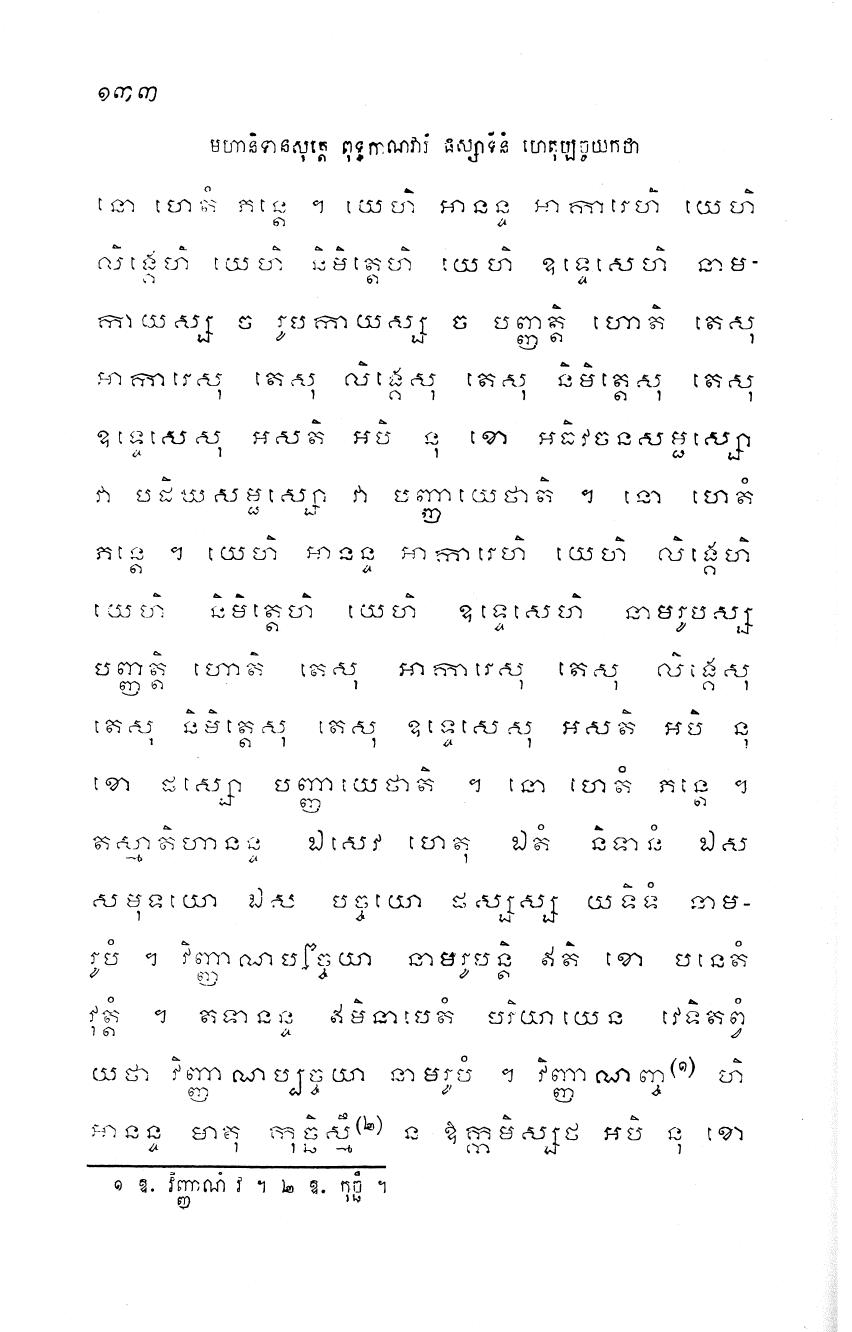 ១៣៣
មហានិទានសុត្តេ ពុទ្ធភាណវារំ ផស្សាទីនំ ហេតុប្បច្ចយកថា
នោ ហេតំ ភន្តេ ។ យេហិ អានន្ទ អាការេហិ យេហិ
លិង្គេហិ យេហិ និមិត្តេហិ យេហិ ឧទ្ទេសេហិ នាម-
កាយស្ស ច រូបកាយស្ស ច បញ្ញត្តិ ហោតិ តេសុ
អាការេសុ តេសុ លិង្គេសុ តេសុ និមិត្តេសុ តេសុ
ឧទ្ទេសេសុ អសតិ អបិ នុ ខោ អធិវចនសម្ផស្សោ
វា បដិឃសម្ផស្សោ វា បញ្ញាយេថាតិ ។ នោ ហេតំ
ភន្តេ ។ យេហិ អានន្ទ អាការេហិ យេហិ លិង្គេហិ
យេហិ និមិត្តេហិ យេហិ ឧទ្ទេសេហិ នាមរូបស្ស
បញ្ញត្តិ ហោតិ តេសុ អាការេសុ តេសុ លិង្គេសុ
តេសុ និមិត្តេសុ តេសុ ឧទ្ទេសេសុ អសតិ អបិ នុ
ខោ ផស្សោ បញ្ញាយេថាតិ ។ នោ ហេតំ ភន្តេ ។
តស្មាតិហានន្ទ ឯសេវ ហេតុ ឯតំ និទានំ ឯស
សមុទយោ ឯស បច្ចយោ ផស្សស្ស យទិទំ នាម-
រូបំ ។ វិញ្ញាណប្បច្ចយា នាមរូបន្តិ ឥតិ ខោ បនេតំ
វុត្តំ ។ តទានន្ទ ឥមិនាបេតំ បរិយាយេន វេទិតព្វំ
យថា វិញ្ញាណប្បច្ចយា នាមរូបំ ។ វិញ្ញាណញ្ច(១) ហិ
អានន្ទ មាតុ កុច្ឆិស្មឹ(២) ន ឱក្កមិស្សថ អបិ នុ ខោ
១ ឧ. វិញ្ញាណំ វ ។ ២ ឧ. កុច្ឆឹ ។